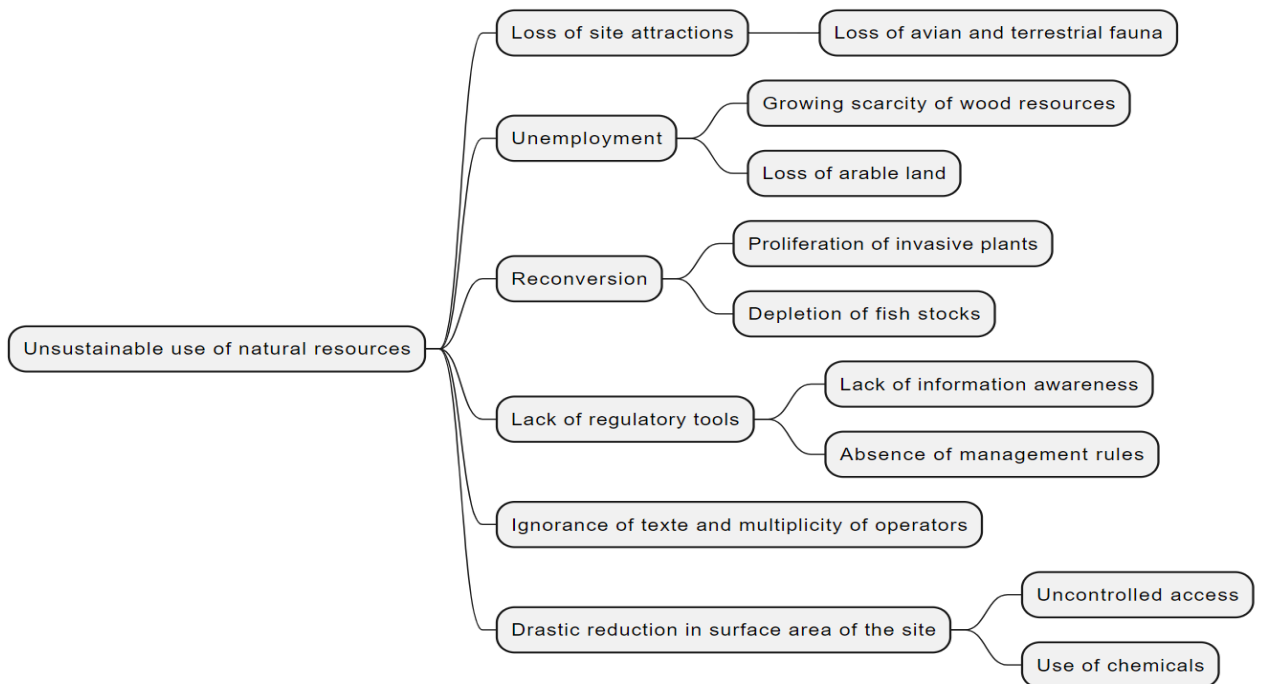 Loss of site attractions
Loss of avian and terrestrial fauna
Growing scarcity of wood resources
Unemployment
Loss of arable land
Proliferation of invasive plants
Reconversion
Depletion of fish stocks
Unsustainable use of natural resources
Lack of information awareness
Lack of regulatory tools
Absence of management rules
Ignorance of texte and multiplicity of operators
Uncontrolled access
Drastic reduction in surface area of the site
Use of chemicals